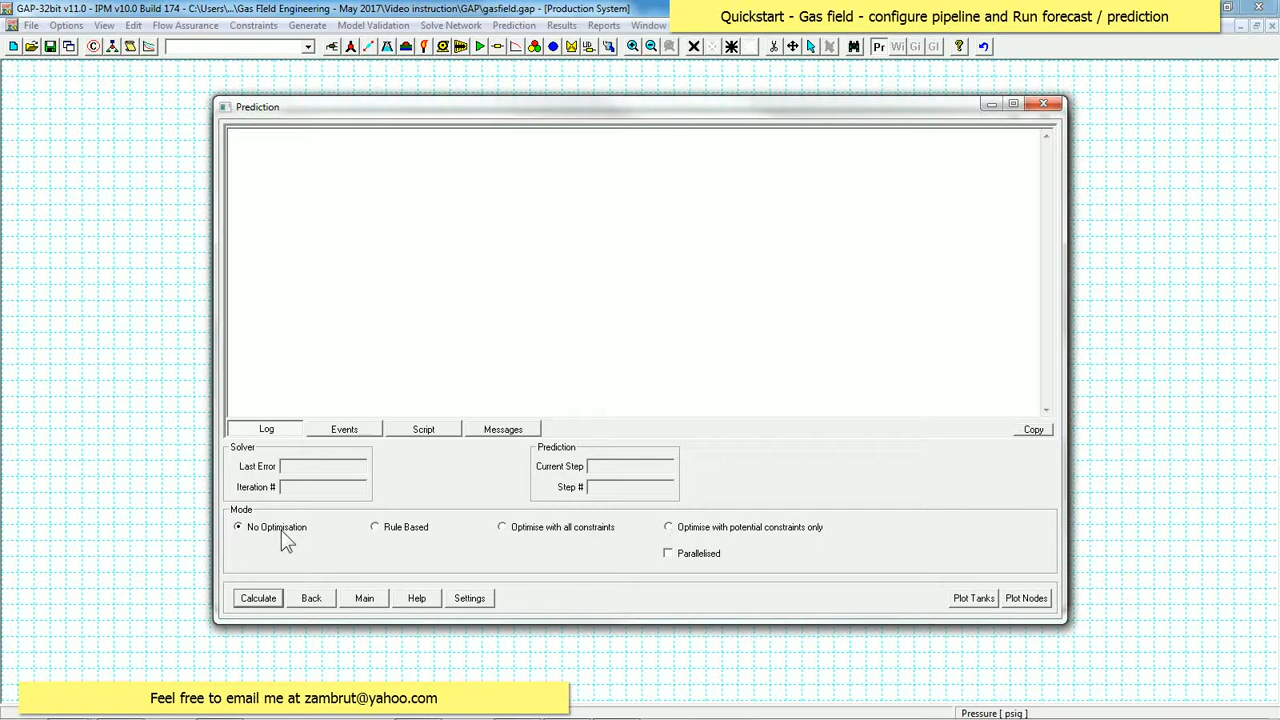 GAP-32bit v11.0 - IPM v10.0 Build 174 - C:\Users\...\Gas Field Engineering - May 2017\Video instruction\GAP\gasfield.gap - [Production System]
Quickstart - Gas field - configure pipeline and Run forecast / prediction
File Options View Edit Flow Assurance Constraints Generate Model Validation Solve Network Prediction Results Reports Window
Pr Wi Gi Gi
Prediction
Log Events Script Messages Copy
Solver Prediction
Last Error Current Step
Iteration # Step #
Mode
No Optimisation Rule Based Optimise with all constraints Optimise with potential constraints only
Parallelised
Calculate Back Main Help Settings Plot Tanks Plot Nodes
Feel free to email me at zambrut@yahoo.com
Pressure [ psig ]